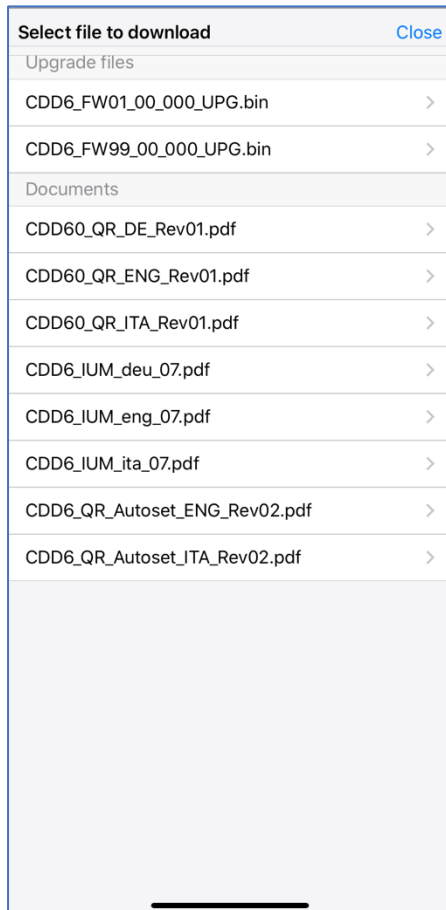 Select file to download Close
Upgrade files
CDD6_FW01_00_000_UPG.bin
CDD6_FW99_00_000_UPG.bin
Documents
CDD60_QR_DE_Rev01.pdf
CDD60_QR_ENG_Rev01.pdf
CDD60_QR_ITA_Rev01.pdf
CDD6_IUM_deu_07.pdf
CDD6_IUM_eng_07.pdf
CDD6_IUM_ita_07.pdf
CDD6_QR_Autoset_ENG_Rev02.pdf
CDD6_QR_Autoset_ITA_Rev02.pdf